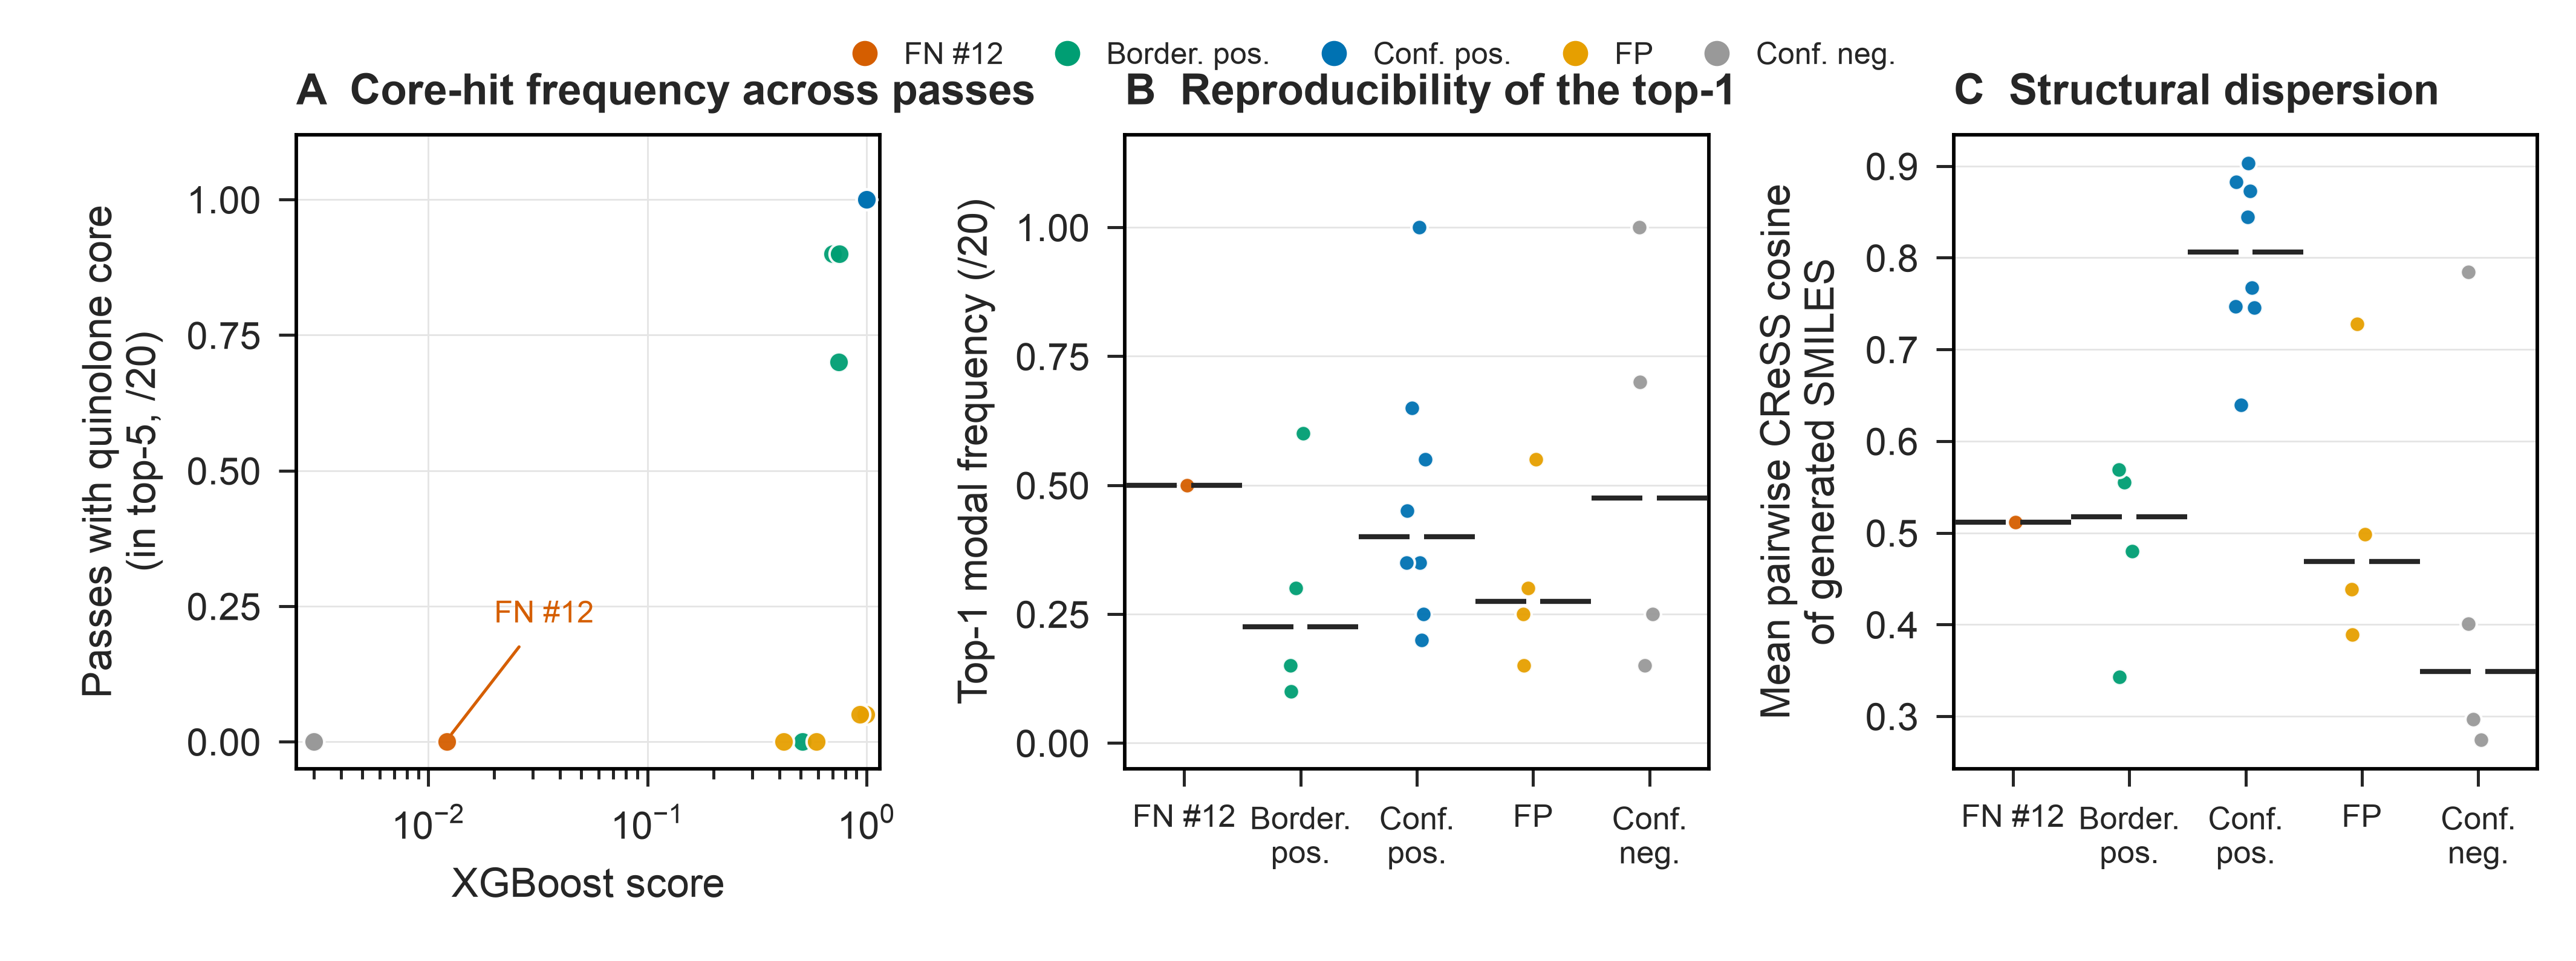 FN #12 Border. pos. Conf. pos. FP Conf. neg.
A Core-hit frequency across passes
Passes with quinolone core
(in top-5, /20)
1.00
0.75
0.50
0.25
0.00
FN #12
10⁻² 10⁻¹ 10⁰
XGBoost score
B Reproducibility of the top-1
Top-1 modal frequency (/20)
1.00
0.75
0.50
0.25
0.00
FN #12 Border. Conf. FP Conf.
pos. pos. neg.
C Structural dispersion
Mean pairwise CReSS cosine
of generated SMILES
0.9
0.8
0.7
0.6
0.5
0.4
0.3
FN #12 Border. Conf. FP Conf.
pos. pos. neg.